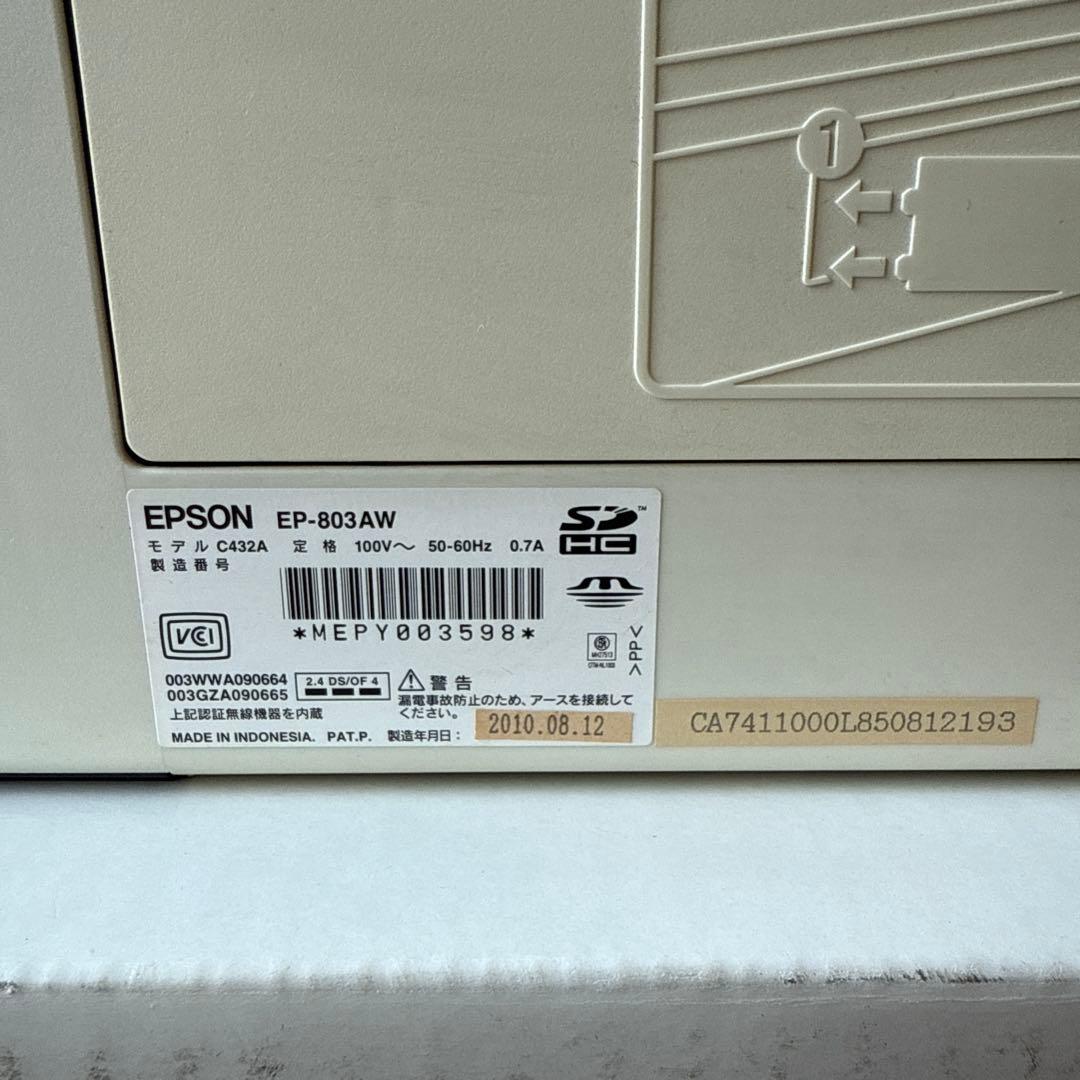 1
EPSON EP-803AW
SD HC ™
モデル C432A 定格 100V〜 50-60Hz 0.7A
製造番号
*MEPY003598*
VCCI
003WWA090664
003GZA090665
2.4 DS/OF 4
上記認証無線機器を内蔵
警告
漏電事故防止のため、アースを接続して
ください。
>PP<
MADE IN INDONESIA. PAT.P. 製造年月日: 2010.08.12
CA7411000L850812193